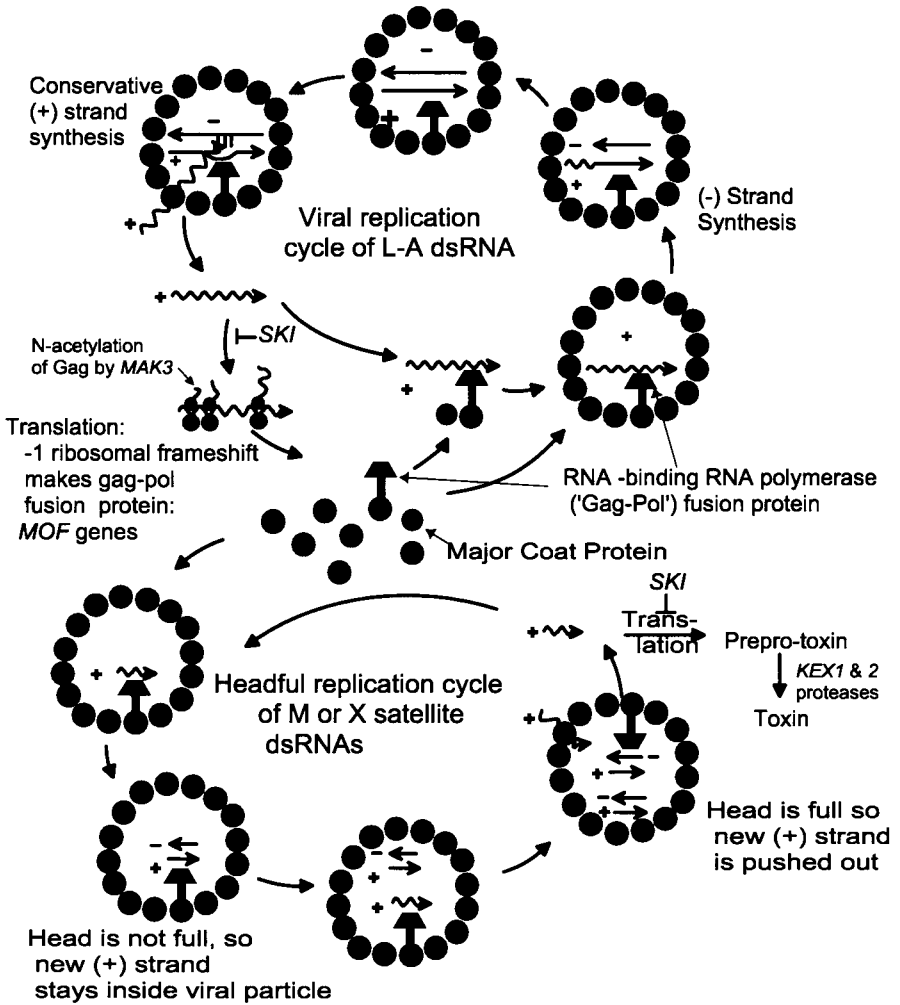 Conservative
(+) strand
synthesis
-
+
-
+
+
-
+
(-) Strand
Synthesis
Viral replication
cycle of L-A dsRNA
+
SKI
N-acetylation
of Gag by MAK3
+
+
Translation:
-1 ribosomal frameshift
makes gag-pol
fusion protein:
MOF genes
RNA -binding RNA polymerase
('Gag-Pol') fusion protein
Major Coat Protein
SKI
Trans-
lation
+
Prepro-toxin
KEX1 & 2
proteases
Toxin
+
Headful replication cycle
of M or X satellite
dsRNAs
+
-
+
-
+
Head is full so
new (+) strand
is pushed out
-
+
-
+
+
Head is not full, so
new (+) strand
stays inside viral particle